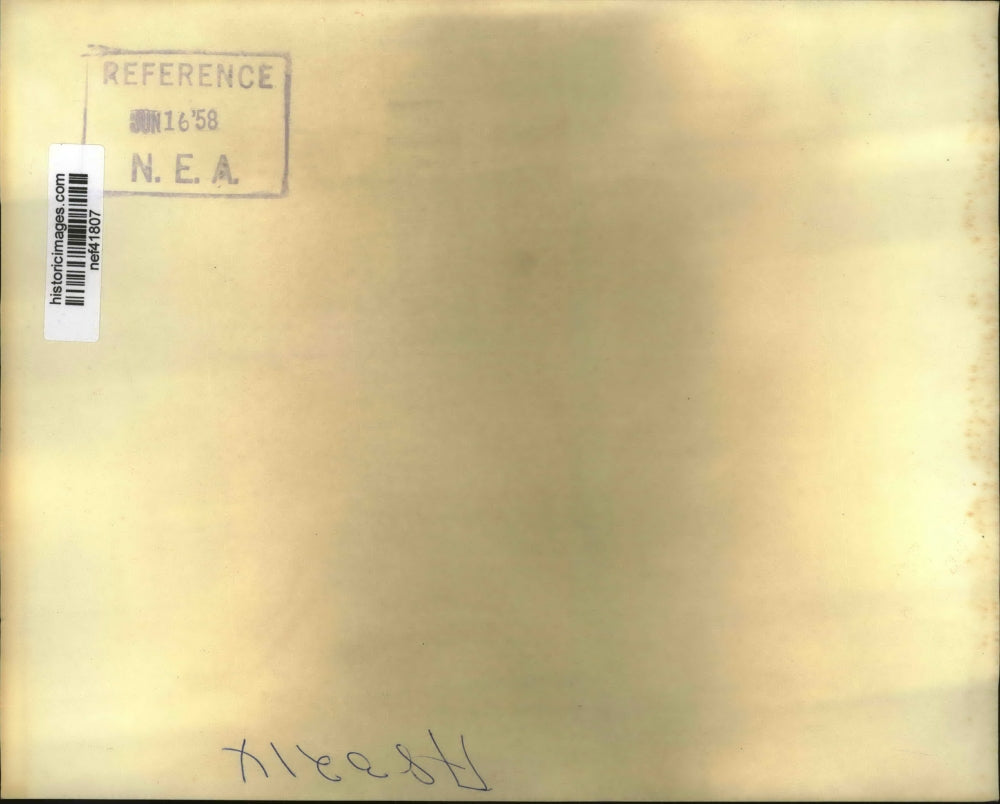 REFERENCE
JUN 16 '58
N. E. A.
historicimages.com
nef41807